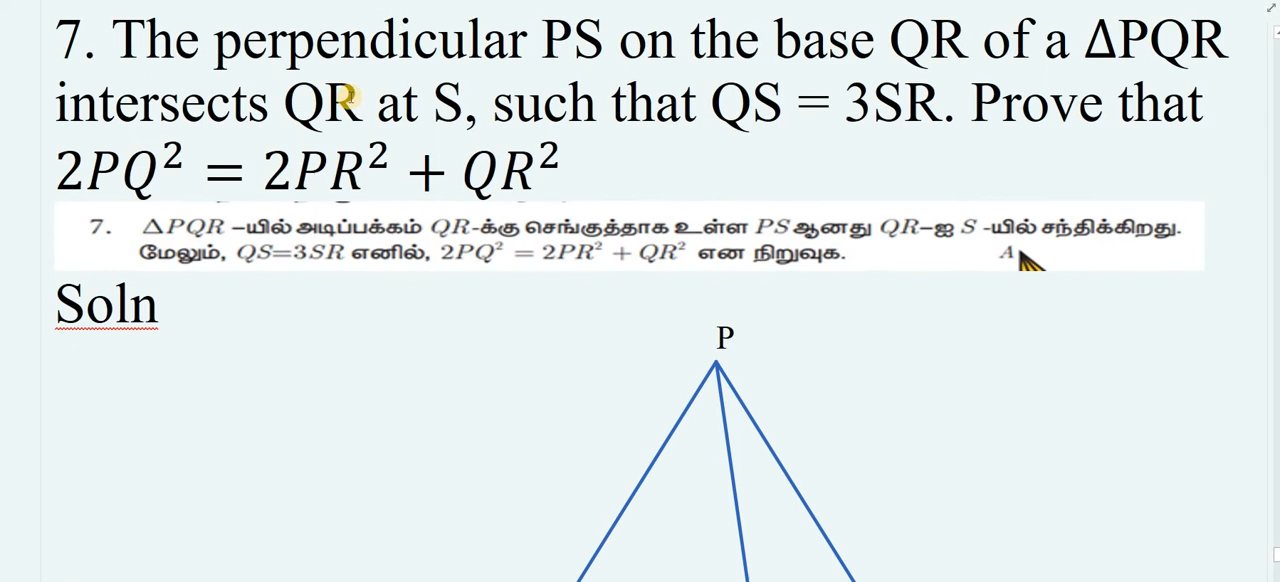 7. The perpendicular PS on the base QR of a ΔPQR
intersects QR at S, such that QS = 3SR. Prove that
2PQ² = 2PR² + QR²
7. ΔPQR –யில் அடிப்பக்கம் QR-க்கு செங்குத்தாக உள்ள PS ஆனது QR–ஐ S -யில் சந்திக்கிறது.
மேலும், QS=3SR எனில், 2PQ² = 2PR² + QR² என நிறுவுக. A
Soln
P